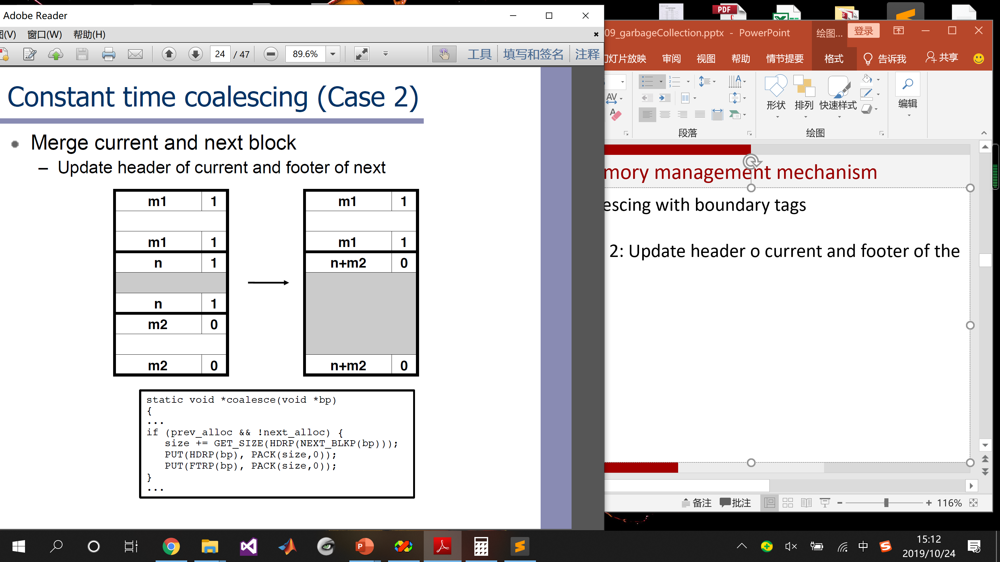 Adobe Reader
图(V) 窗口(W) 帮助(H)
24 / 47 89.6% 工具 填写和签名 注释
Constant time coalescing (Case 2)
Merge current and next block
– Update header of current and footer of next
m1 1
m1 1
n 1
n 1
m2 0
m2 0
m1 1
m1 1
n+m2 0
n+m2 0
static void *coalesce(void *bp)
{
...
if (prev_alloc && !next_alloc) {
size += GET_SIZE(HDRP(NEXT_BLKP(bp)));
PUT(HDRP(bp), PACK(size,0));
PUT(FTRP(bp), PACK(size,0));
}
...
PDF
09_garbageCollection.pptx - PowerPoint 绘图... 登录
幻灯片放映 审阅 视图 帮助 情节提要 格式 告诉我 共享
形状 排列 快速样式 编辑
段落 绘图
mory management mechanism
escing with boundary tags
2: Update header o current and footer of the
备注 批注 116%
中 15:12
2019/10/24